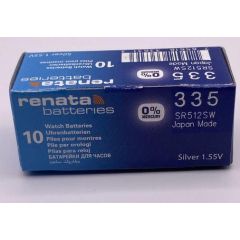 renata
batteries
10
Watch Batteries
Uhrenbatterien
Piles pour montres
Pile per orologi
Pilas para reloj
БАТАРЕЙКИ ДЛЯ ЧАСОВ
0%
MERCURY
335
SR512SW
Japan Made
Silver 1.55V